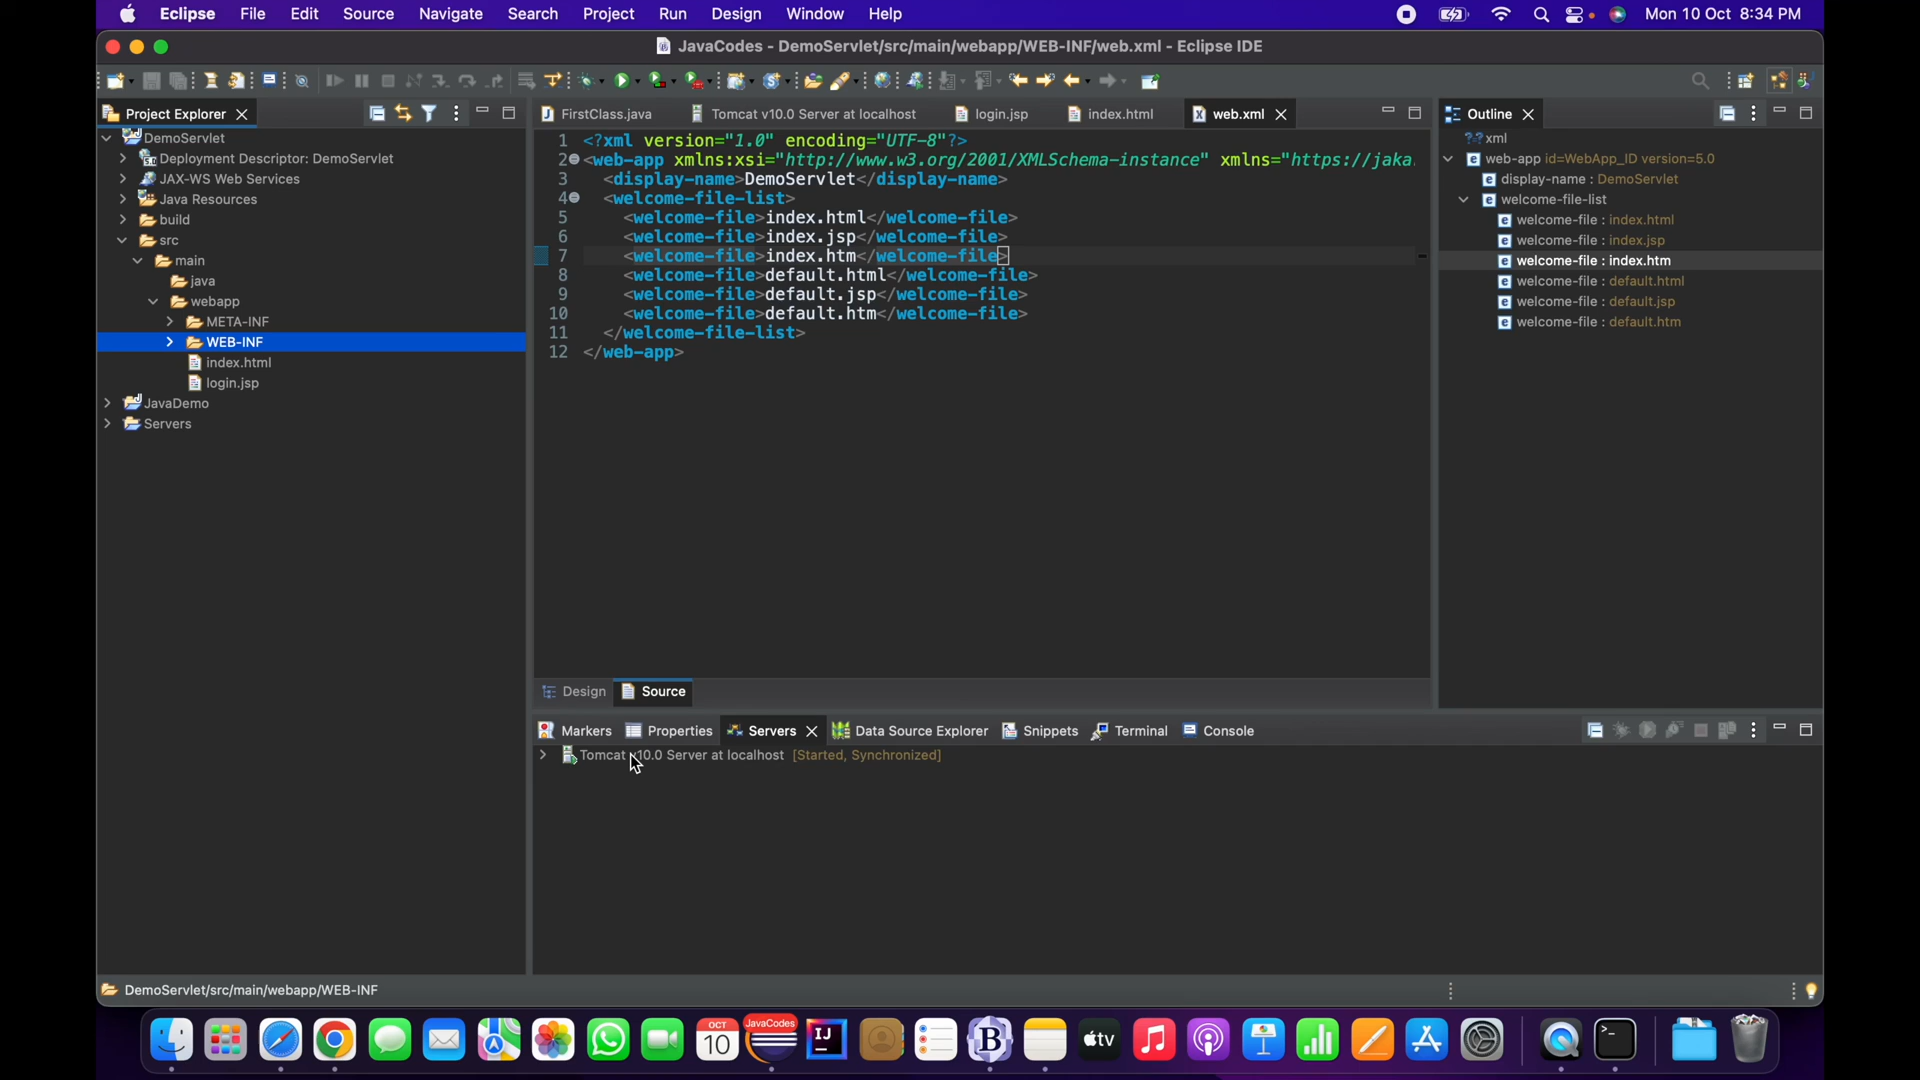 Eclipse File Edit Source Navigate Search Project Run Design Window Help Mon 10 Oct 8:34 PM
JavaCodes - DemoServlet/src/main/webapp/WEB-INF/web.xml - Eclipse IDE
Project Explorer
DemoServlet
Deployment Descriptor: DemoServlet
JAX-WS Web Services
Java Resources
build
src
main
java
webapp
META-INF
WEB-INF
index.html
login.jsp
JavaDemo
Servers
FirstClass.java Tomcat v10.0 Server at localhost login.jsp index.html web.xml
1 <?xml version="1.0" encoding="UTF-8"?>
2 <web-app xmlns:xsi="http://www.w3.org/2001/XMLSchema-instance" xmlns="https://jaka
3 <display-name>DemoServlet</display-name>
4 <welcome-file-list>
5 <welcome-file>index.html</welcome-file>
6 <welcome-file>index.jsp</welcome-file>
7 <welcome-file>index.htm</welcome-file>
8 <welcome-file>default.html</welcome-file>
9 <welcome-file>default.jsp</welcome-file>
10 <welcome-file>default.htm</welcome-file>
11 </welcome-file-list>
12 </web-app>
Design Source
Outline
?-? xml
web-app id=WebApp_ID version=5.0
display-name : DemoServlet
welcome-file-list
welcome-file : index.html
welcome-file : index.jsp
welcome-file : index.htm
welcome-file : default.html
welcome-file : default.jsp
welcome-file : default.htm
Markers Properties Servers Data Source Explorer Snippets Terminal Console
Tomcat v10.0 Server at localhost [Started, Synchronized]
DemoServlet/src/main/webapp/WEB-INF
OCT
10
JavaCodes
IJ
B
tv